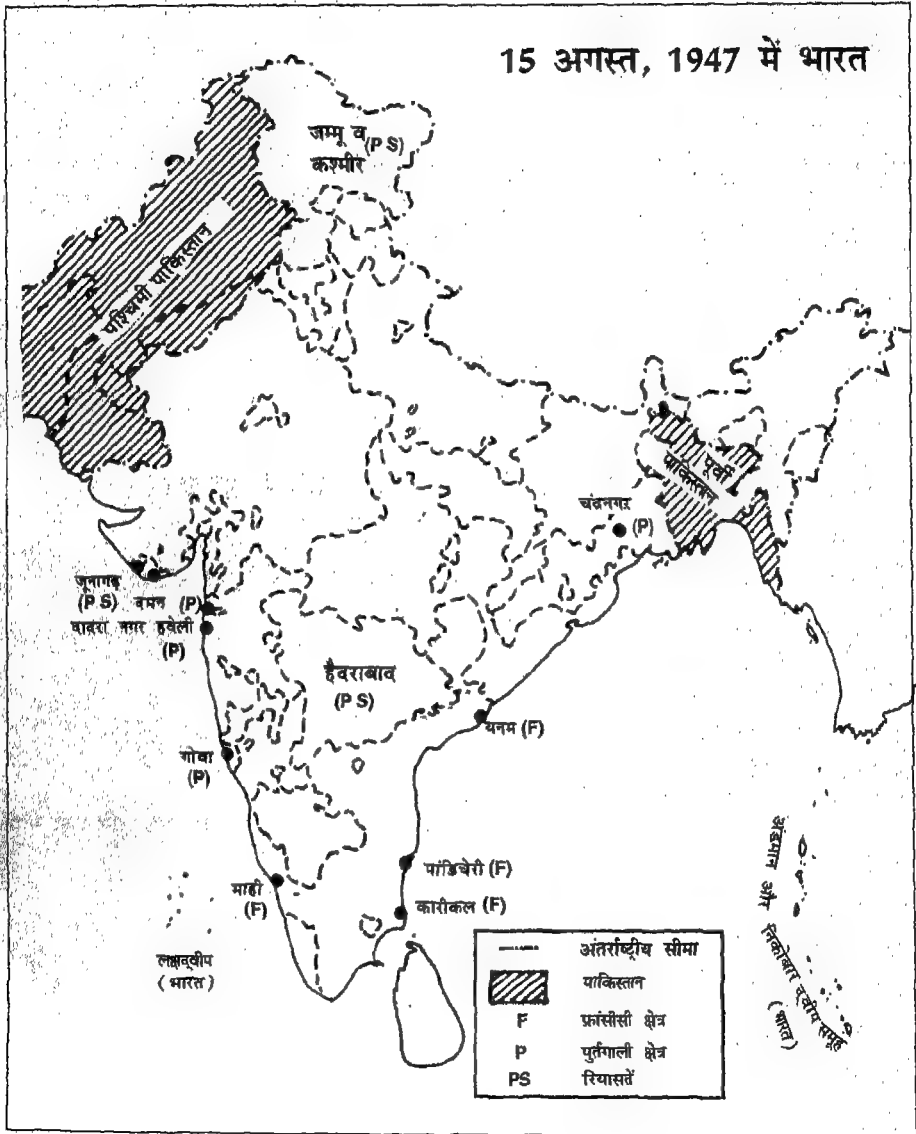 15 अगस्त, 1947 में भारत
जम्मू व (P S)
कश्मीर
पश्चिमी पाकिस्तान
पूर्वी
पाकिस्तान
चंद्रनगर
(P)
जूनागढ़
(P S) दमन (P)
दादरा नगर हवेली
(P)
हैदराबाद
(P S)
यनम (F)
गोवा
(P)
पांडिचेरी (F)
माही
(F)
कारीकल (F)
लक्षद्वीप
(भारत)
अंडमान और
निकोबार द्वीप समूह
(भारत)
अंतर्राष्ट्रीय सीमा
पाकिस्तान
F फ्रांसीसी क्षेत्र
P पुर्तगाली क्षेत्र
PS रियासतें